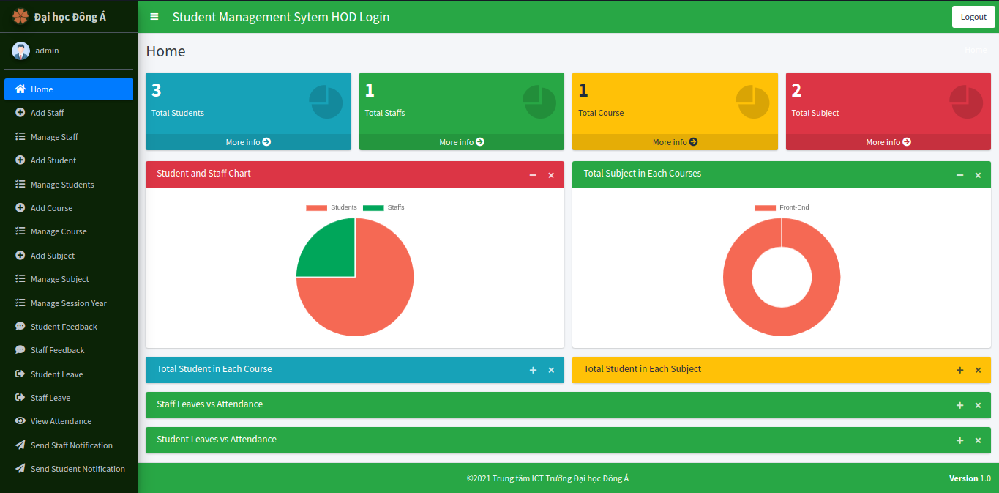 Đại học Đông Á
Student Management Sytem HOD Login
Logout
admin
Home
Home
Home
Add Staff
Manage Staff
Add Student
Manage Students
Add Course
Manage Course
Add Subject
Manage Subject
Manage Session Year
Student Feedback
Staff Feedback
Student Leave
Staff Leave
View Attendance
Send Staff Notification
Send Student Notification
3
Total Students
More info
1
Total Staffs
More info
1
Total Course
More info
2
Total Subject
More info
Student and Staff Chart
Students Staffs
Total Subject in Each Courses
Front-End
Total Student in Each Course
Total Student in Each Subject
Staff Leaves vs Attendance
Student Leaves vs Attendance
©2021 Trung tâm ICT Trường Đại học Đông Á
Version 1.0